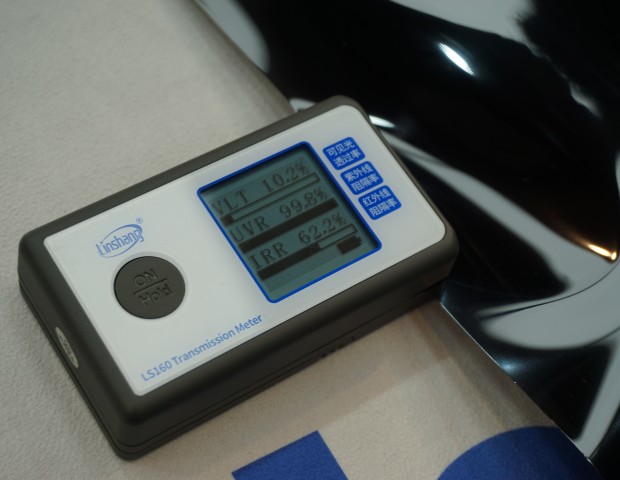 VLT 10.2%
UVR 99.8%
IRR 62.2%
可见光
透过率
紫外线
阻隔率
红外线
阻隔率
Linshang®
ON
HOLD
LS160 Transmission Meter